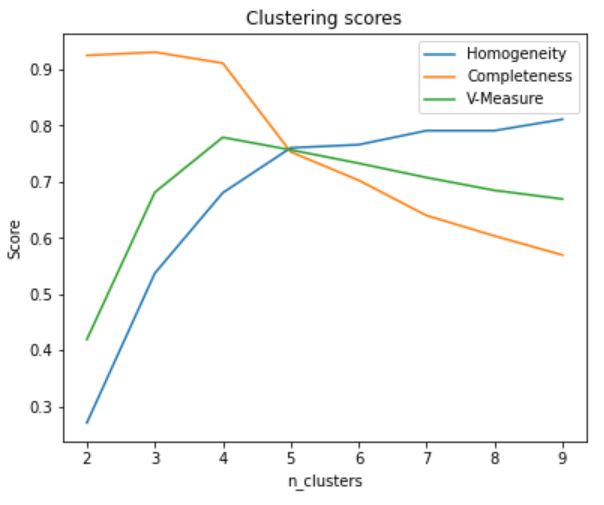 Clustering scores
Homogeneity
Completeness
V-Measure
0.9
0.8
0.7
0.6
0.5
0.4
0.3
Score
2 3 4 5 6 7 8 9
n_clusters